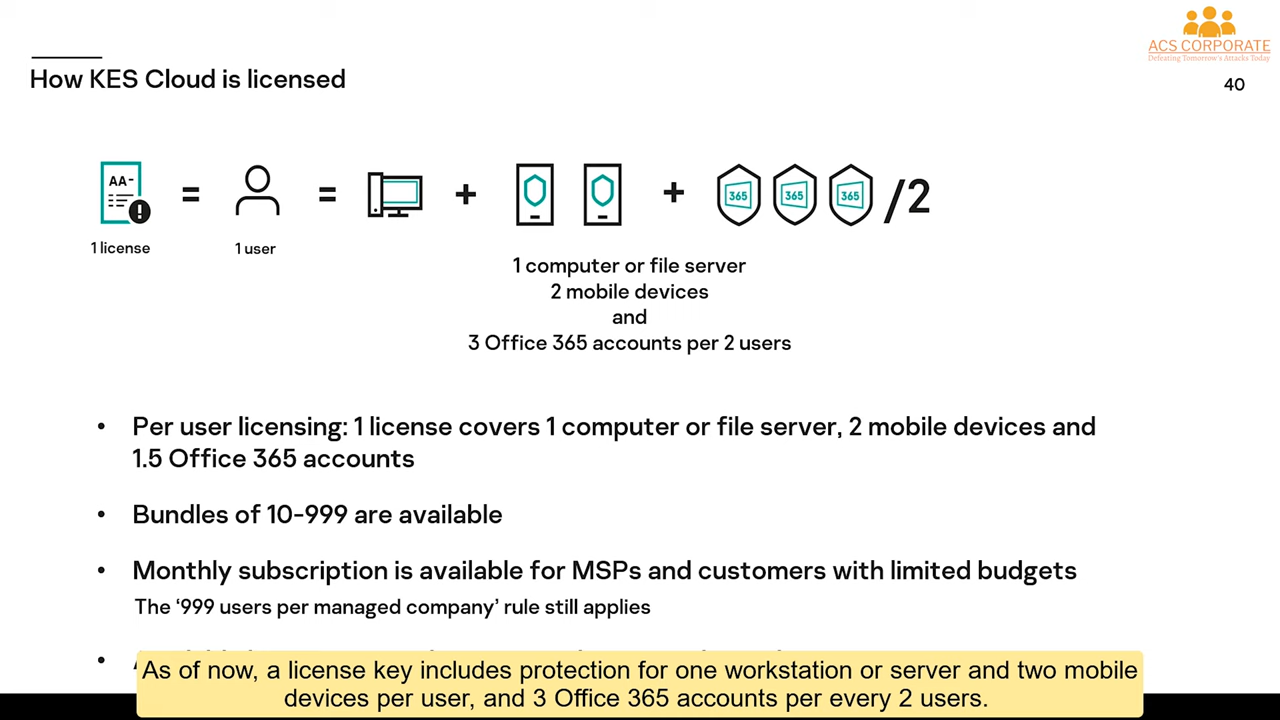 ACS CORPORATE
Defeating Tomorrow's Attacks Today
How KES Cloud is licensed
40
AA-
=
=
+
+
365
365
365
/2
1 license
1 user
1 computer or file server
2 mobile devices
and
3 Office 365 accounts per 2 users
• Per user licensing: 1 license covers 1 computer or file server, 2 mobile devices and
1.5 Office 365 accounts
• Bundles of 10-999 are available
• Monthly subscription is available for MSPs and customers with limited budgets
The ‘999 users per managed company’ rule still applies
•
As of now, a license key includes protection for one workstation or server and two mobile
devices per user, and 3 Office 365 accounts per every 2 users.